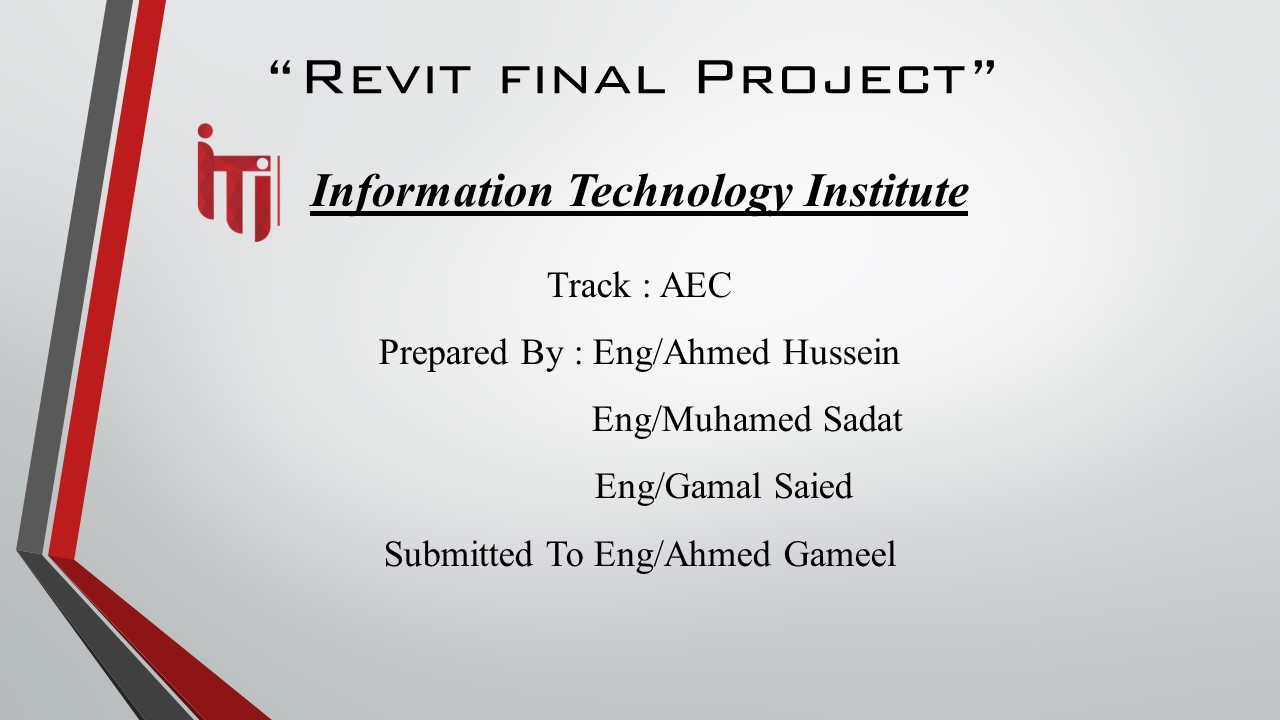 “Revit final Project”
iTi
Information Technology Institute
Track : AEC
Prepared By : Eng/Ahmed Hussein
Eng/Muhamed Sadat
Eng/Gamal Saied
Submitted To Eng/Ahmed Gameel